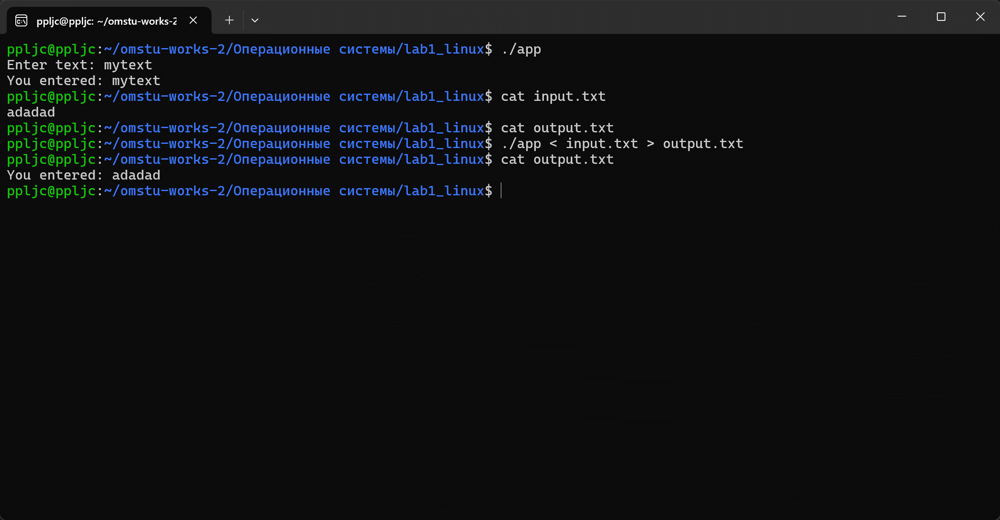 ppljc@ppljc: ~/omstu-works-2
ppljc@ppljc:~/omstu-works-2/Операционные системы/lab1_linux$ ./app
Enter text: mytext
You entered: mytext
ppljc@ppljc:~/omstu-works-2/Операционные системы/lab1_linux$ cat input.txt
adadad
ppljc@ppljc:~/omstu-works-2/Операционные системы/lab1_linux$ cat output.txt
ppljc@ppljc:~/omstu-works-2/Операционные системы/lab1_linux$ ./app < input.txt > output.txt
ppljc@ppljc:~/omstu-works-2/Операционные системы/lab1_linux$ cat output.txt
You entered: adadad
ppljc@ppljc:~/omstu-works-2/Операционные системы/lab1_linux$